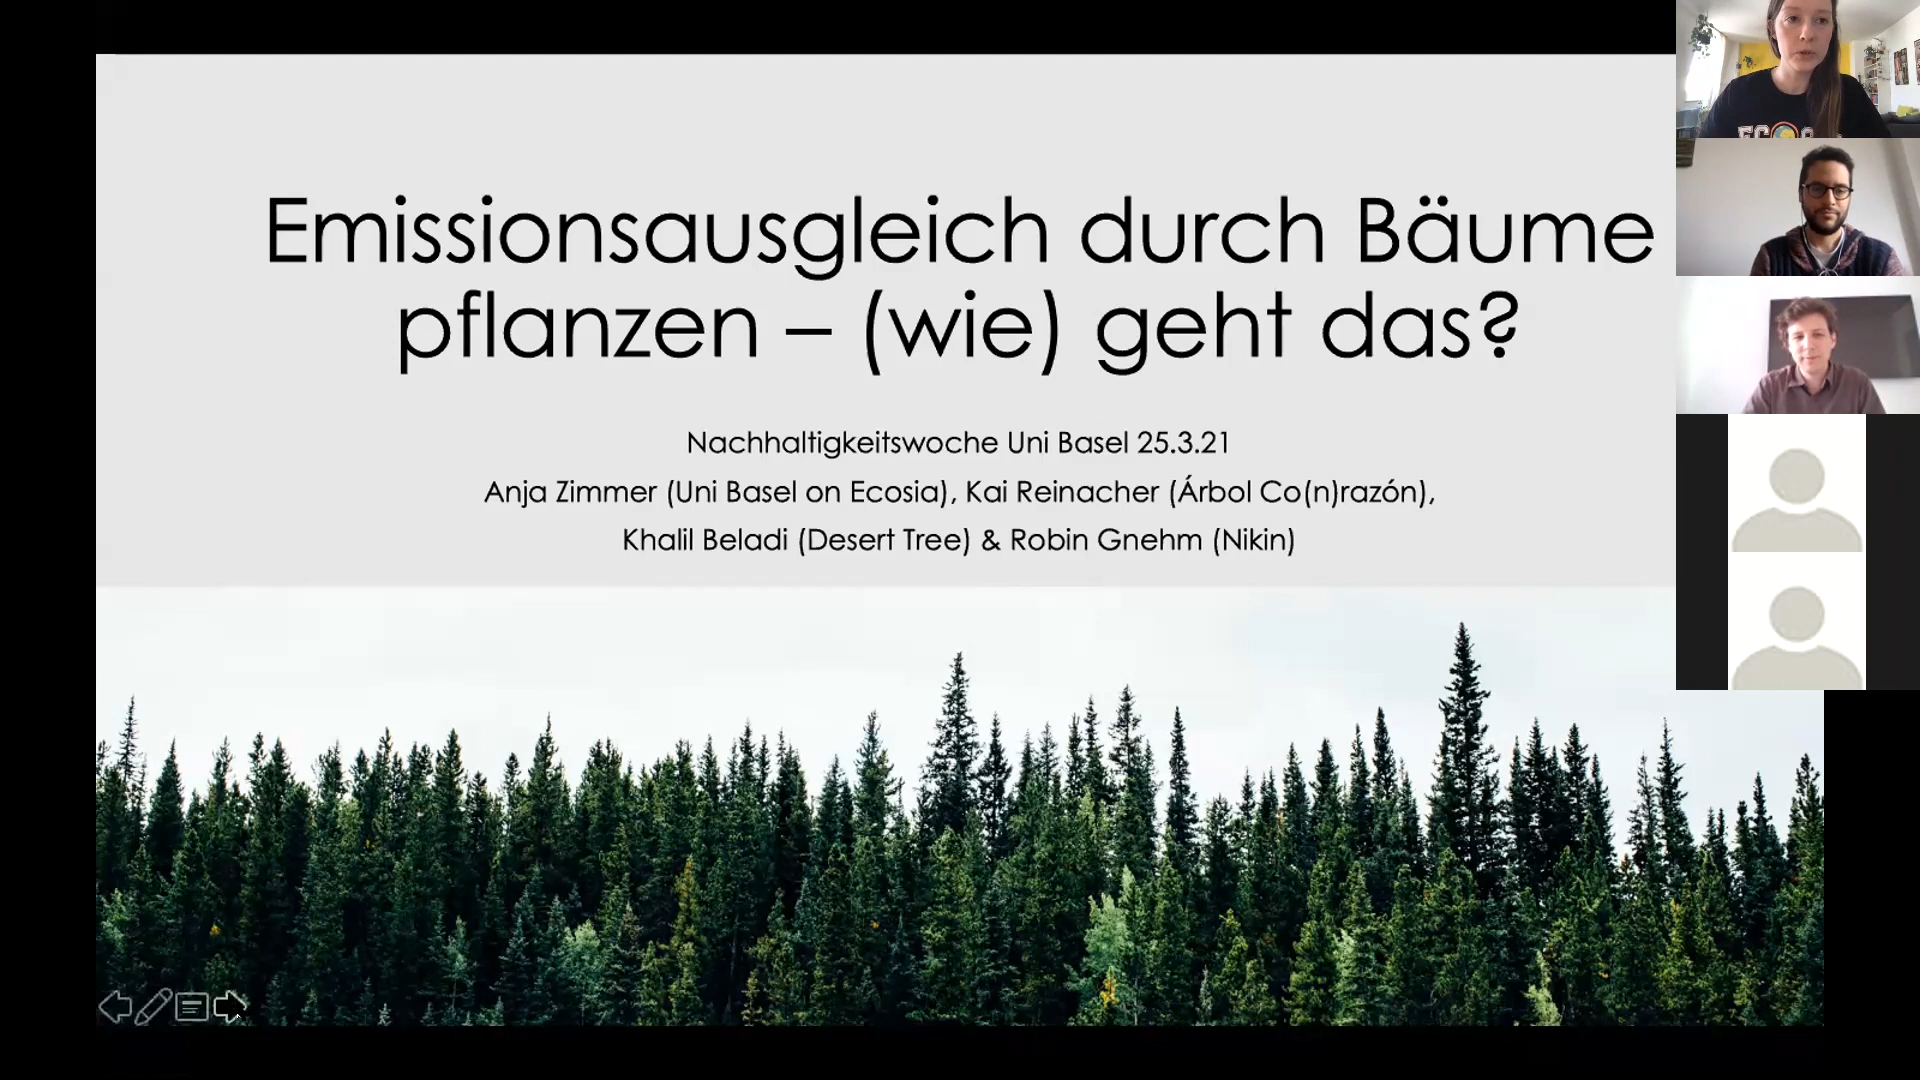 Emissionsausgleich durch Bäume
pflanzen – (wie) geht das?
Nachhaltigkeitswoche Uni Basel 25.3.21
Anja Zimmer (Uni Basel on Ecosia), Kai Reinacher (Árbol Co(n)razón),
Khalil Beladi (Desert Tree) & Robin Gnehm (Nikin)